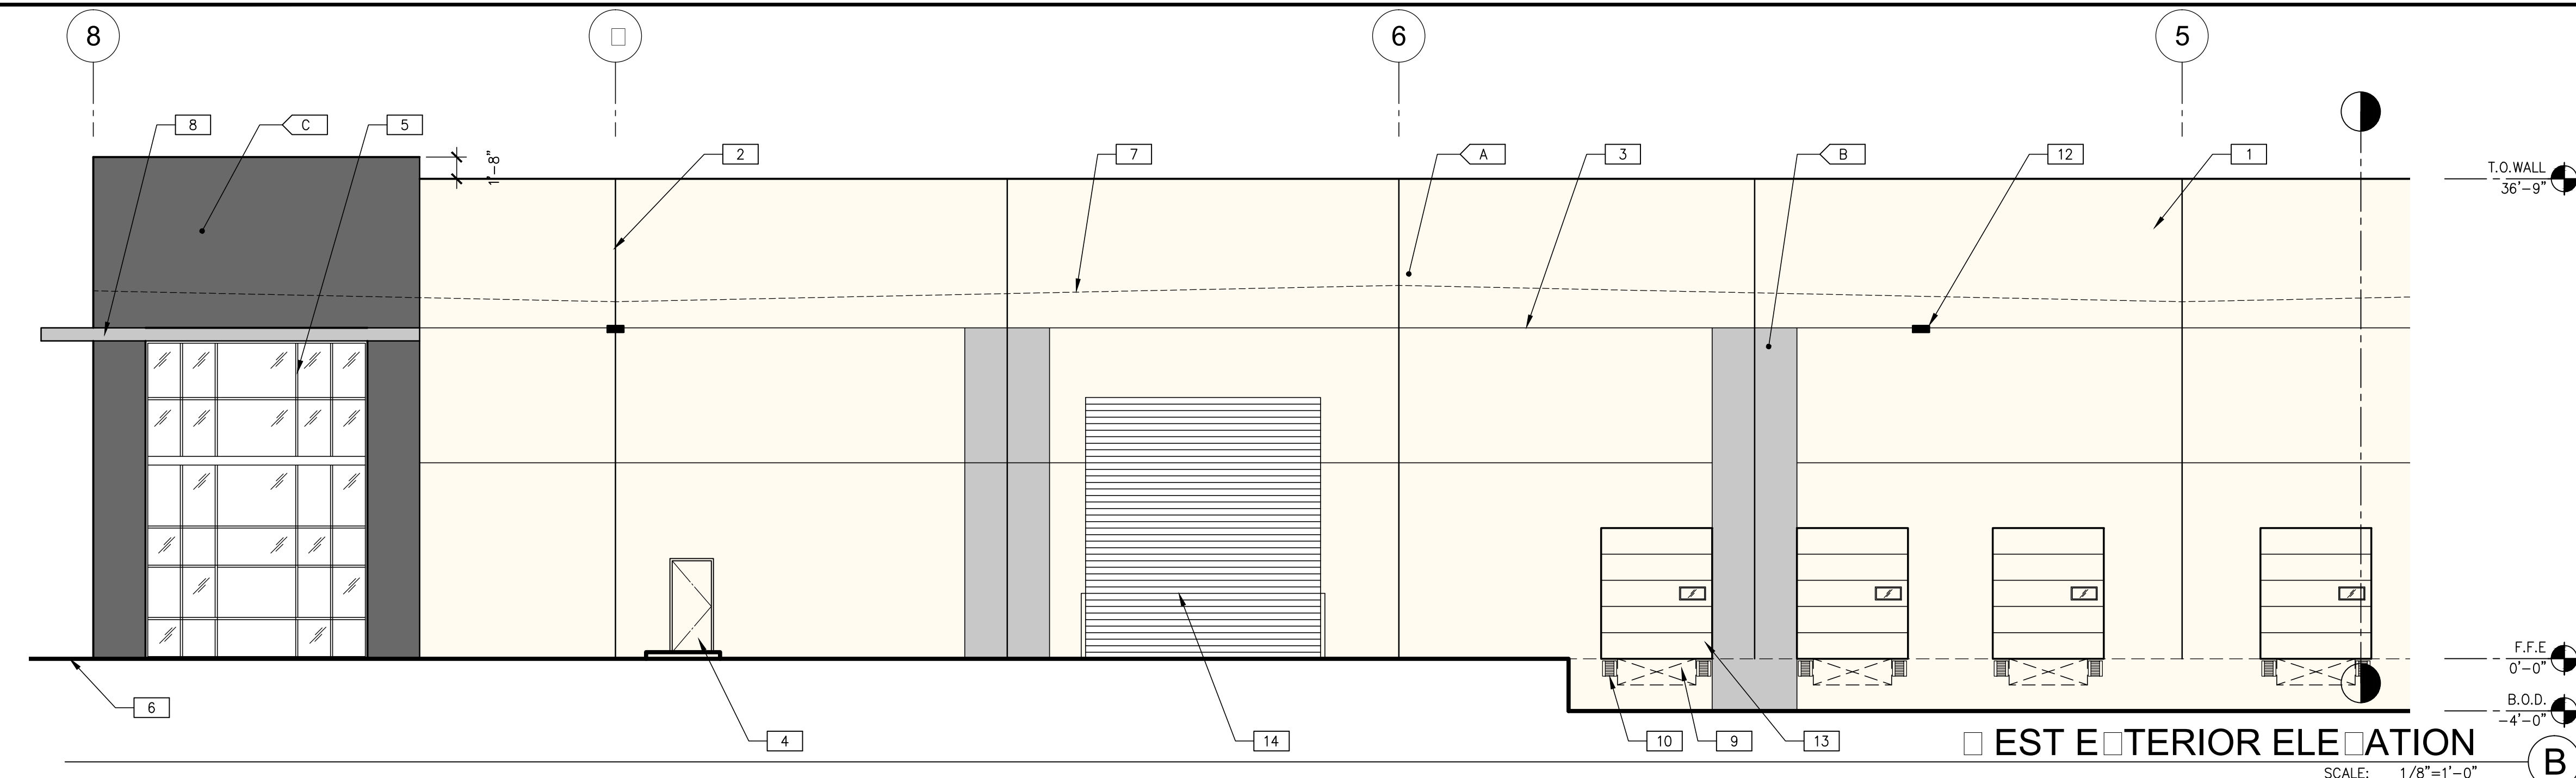 8
□
6
5
8
C
5
1'-8"
2
7
A
3
B
12
1
T.O.WALL
36'-9"
F.F.E
0'-0"
B.O.D.
-4'-0"
6
4
14
10
9
13
□ EST E□TERIOR ELE□ATION
B
SCALE: 1/8"=1'-0"